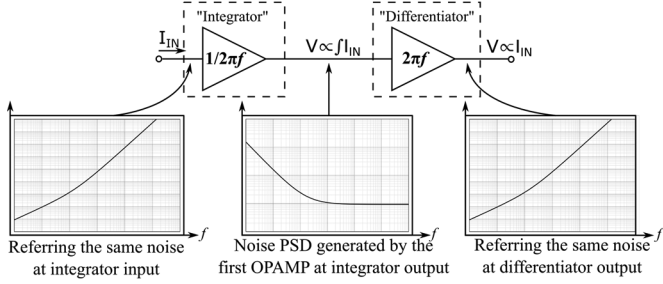 "Integrator"
"Differentiator"
I_IN
1/2πf
V∝∫I_IN
2πf
V∝I_IN
f
f
f
Referring the same noise
at integrator input
Noise PSD generated by the
first OPAMP at integrator output
Referring the same noise
at differentiator output